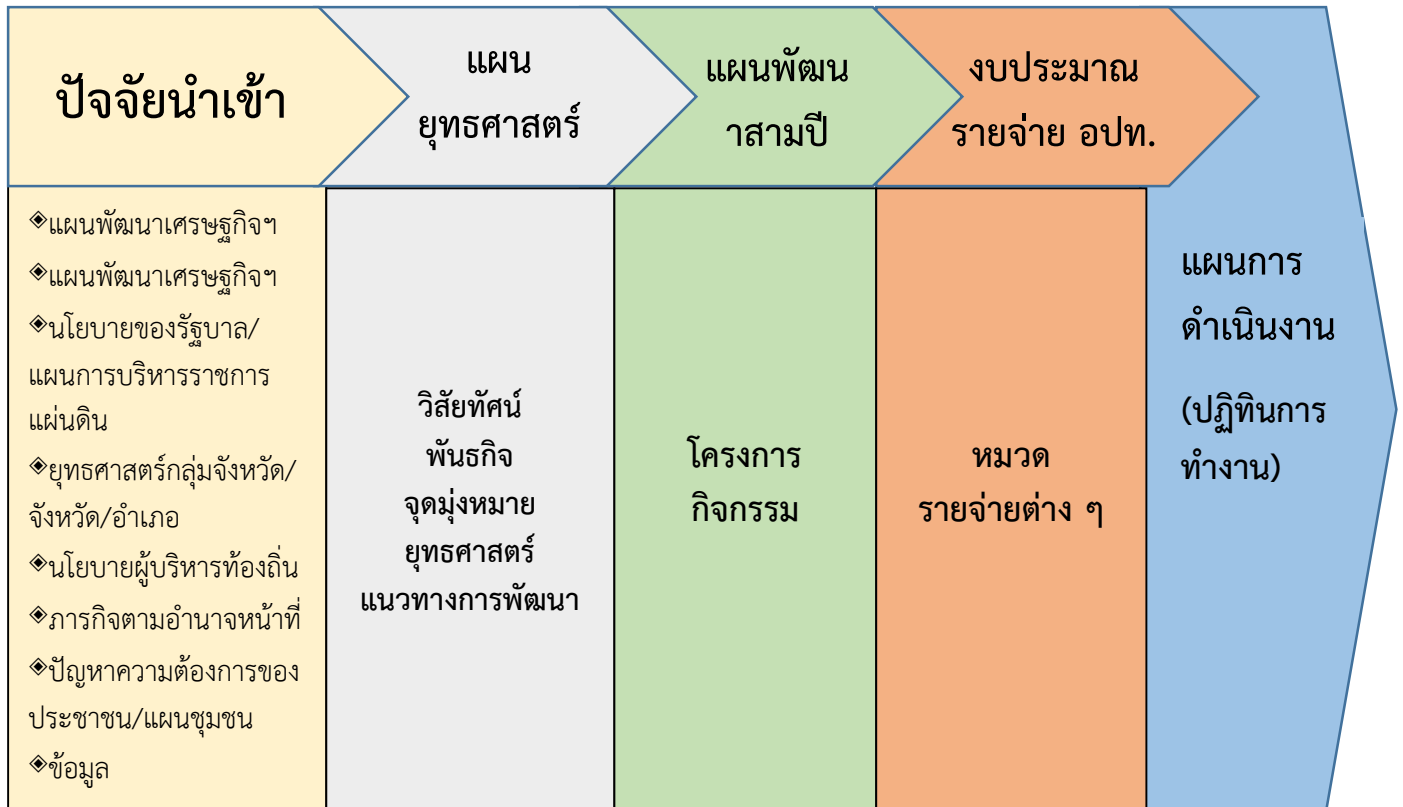 ปัจจัยนำเข้า
แผน
ยุทธศาสตร์
แผนพัฒน
าสามปี
งบประมาณ
รายจ่าย อปท.
◈แผนพัฒนาเศรษฐกิจฯ
◈แผนพัฒนาเศรษฐกิจฯ
◈นโยบายของรัฐบาล/
แผนการบริหารราชการ
แผ่นดิน
◈ยุทธศาสตร์กลุ่มจังหวัด/
จังหวัด/อำเภอ
◈นโยบายผู้บริหารท้องถิ่น
◈ภารกิจตามอำนาจหน้าที่
◈ปัญหาความต้องการของ
ประชาชน/แผนชุมชน
◈ข้อมูล
วิสัยทัศน์
พันธกิจ
จุดมุ่งหมาย
ยุทธศาสตร์
แนวทางการพัฒนา
โครงการ
กิจกรรม
หมวด
รายจ่ายต่าง ๆ
แผนการ
ดำเนินงาน
(ปฏิทินการ
ทำงาน)